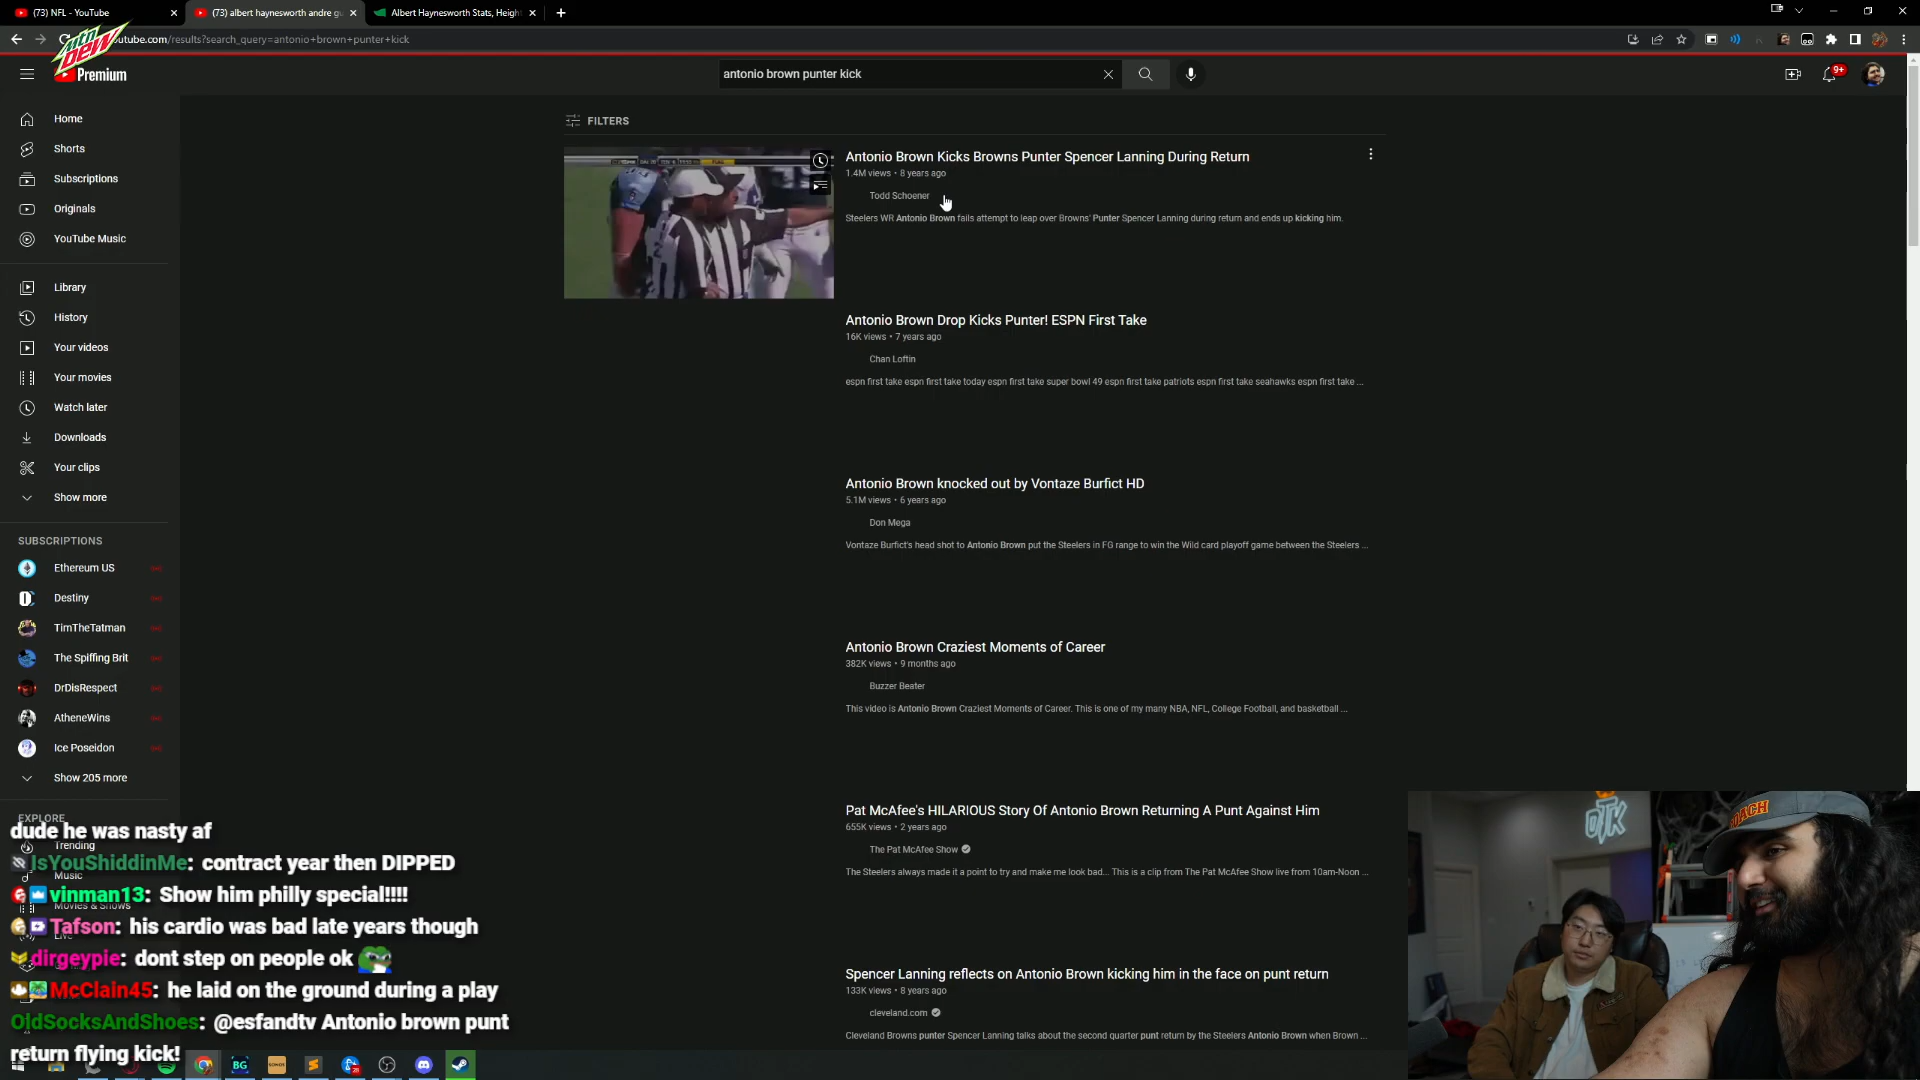 (73) NFL - YouTube
(73) albert haynesworth andre gu
Albert Haynesworth Stats, Height
utube.com/results?search_query=antonio+brown+punter+kick
mtn DEW
Premium
antonio brown punter kick
9+
Home
Shorts
Subscriptions
Originals
YouTube Music
Library
History
Your videos
Your movies
Watch later
Downloads
Your clips
Show more
SUBSCRIPTIONS
Ethereum US
Destiny
TimTheTatman
The Spiffing Brit
DrDisRespect
AtheneWins
Ice Poseidon
Show 205 more
EXPLORE
Trending
Music
Movies & Shows
Live
FILTERS
Antonio Brown Kicks Browns Punter Spencer Lanning During Return
1.4M views • 8 years ago
Todd Schoener
Steelers WR Antonio Brown fails attempt to leap over Browns' Punter Spencer Lanning during return and ends up kicking him.
Antonio Brown Drop Kicks Punter! ESPN First Take
16K views • 7 years ago
Chan Loftin
espn first take espn first take today espn first take super bowl 49 espn first take patriots espn first take seahawks espn first take ...
Antonio Brown knocked out by Vontaze Burfict HD
5.1M views • 6 years ago
Don Mega
Vontaze Burfict's head shot to Antonio Brown put the Steelers in FG range to win the Wild card playoff game between the Steelers ...
Antonio Brown Craziest Moments of Career
382K views • 9 months ago
Buzzer Beater
This video is Antonio Brown Craziest Moments of Career. This is one of my many NBA, NFL, College Football, and basketball ...
Pat McAfee's HILARIOUS Story Of Antonio Brown Returning A Punt Against Him
655K views • 2 years ago
The Pat McAfee Show
The Steelers always made it a point to try and make me look bad... This is a clip from The Pat McAfee Show live from 10am-Noon ...
Spencer Lanning reflects on Antonio Brown kicking him in the face on punt return
133K views • 8 years ago
cleveland.com
Cleveland Browns punter Spencer Lanning talks about the second quarter punt return by the Steelers Antonio Brown when Brown ...
dude he was nasty af
IsYouShiddinMe: contract year then DIPPED
vinman13: Show him philly special!!!!
Tafson: his cardio was bad late years though
dirgeypie: dont step on people ok
McClain45: he laid on the ground during a play
OldSocksAndShoes: @esfandtv Antonio brown punt
return flying kick!
BG
28
OTK
COACH